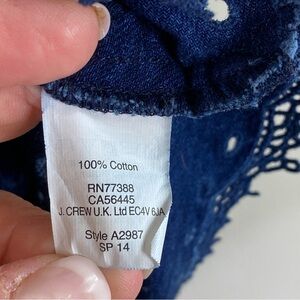 100% Cotton
RN77388
CA56445
J. CREW U.K. Ltd EC4V 6JA
Style A2987
SP 14